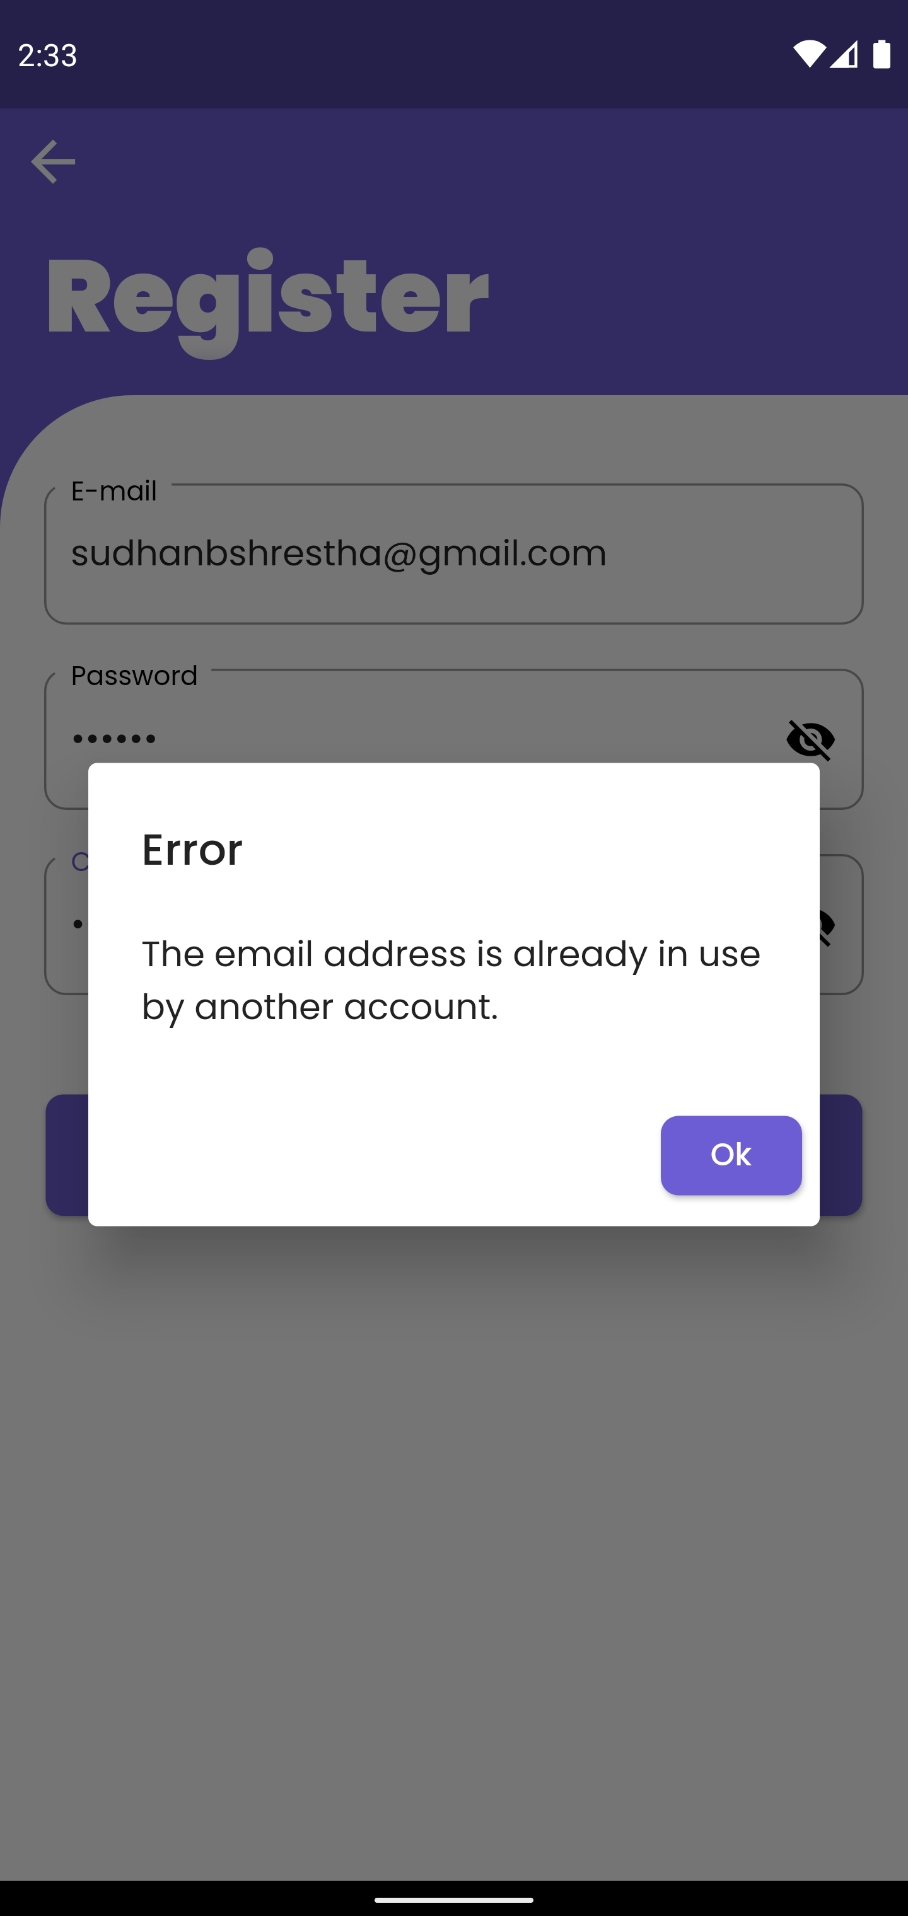 2:33
Register
E-mail
sudhanbshrestha@gmail.com
Password
••••••
Error
The email address is already in use
by another account.
Ok